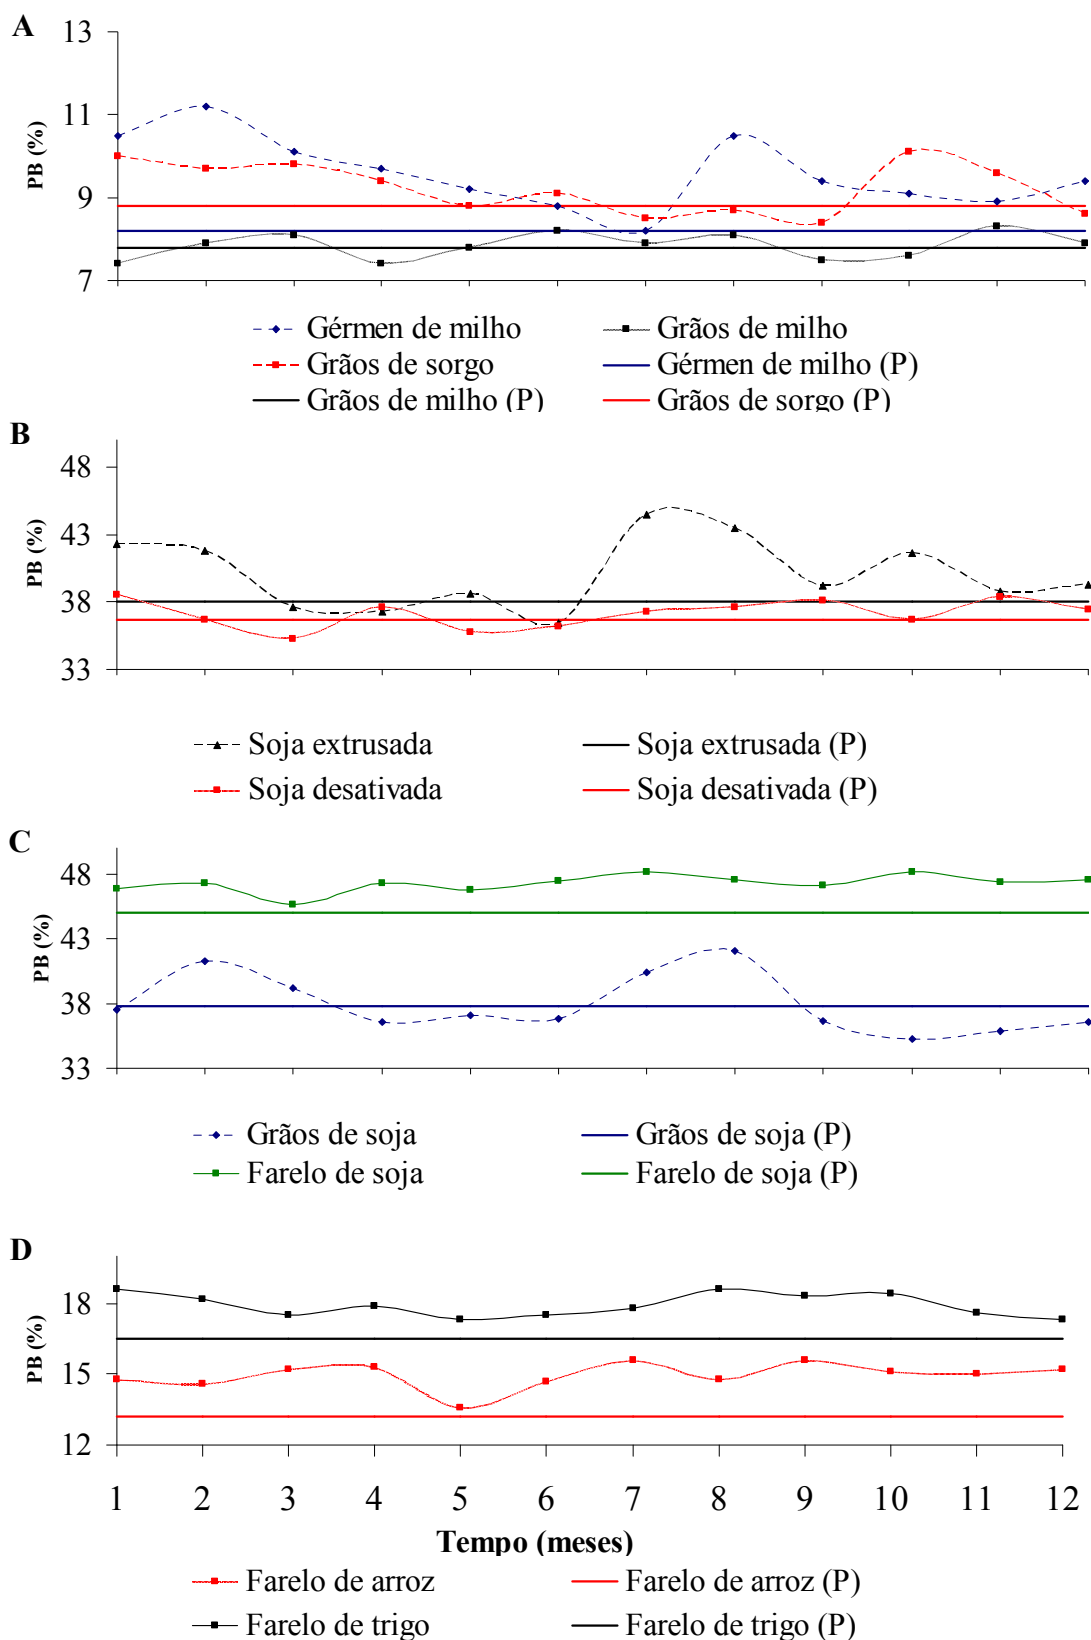 A
13
11
9
7
PB (%)
Gérmen de milho
Grãos de milho
Grãos de sorgo
Gérmen de milho (P)
Grãos de milho (P)
Grãos de sorgo (P)
B
48
43
38
33
PB (%)
Soja extrusada
Soja extrusada (P)
Soja desativada
Soja desativada (P)
C
48
43
38
33
PB (%)
Grãos de soja
Grãos de soja (P)
Farelo de soja
Farelo de soja (P)
D
18
15
12
PB (%)
1 2 3 4 5 6 7 8 9 10 11 12
Tempo (meses)
Farelo de arroz
Farelo de arroz (P)
Farelo de trigo
Farelo de trigo (P)